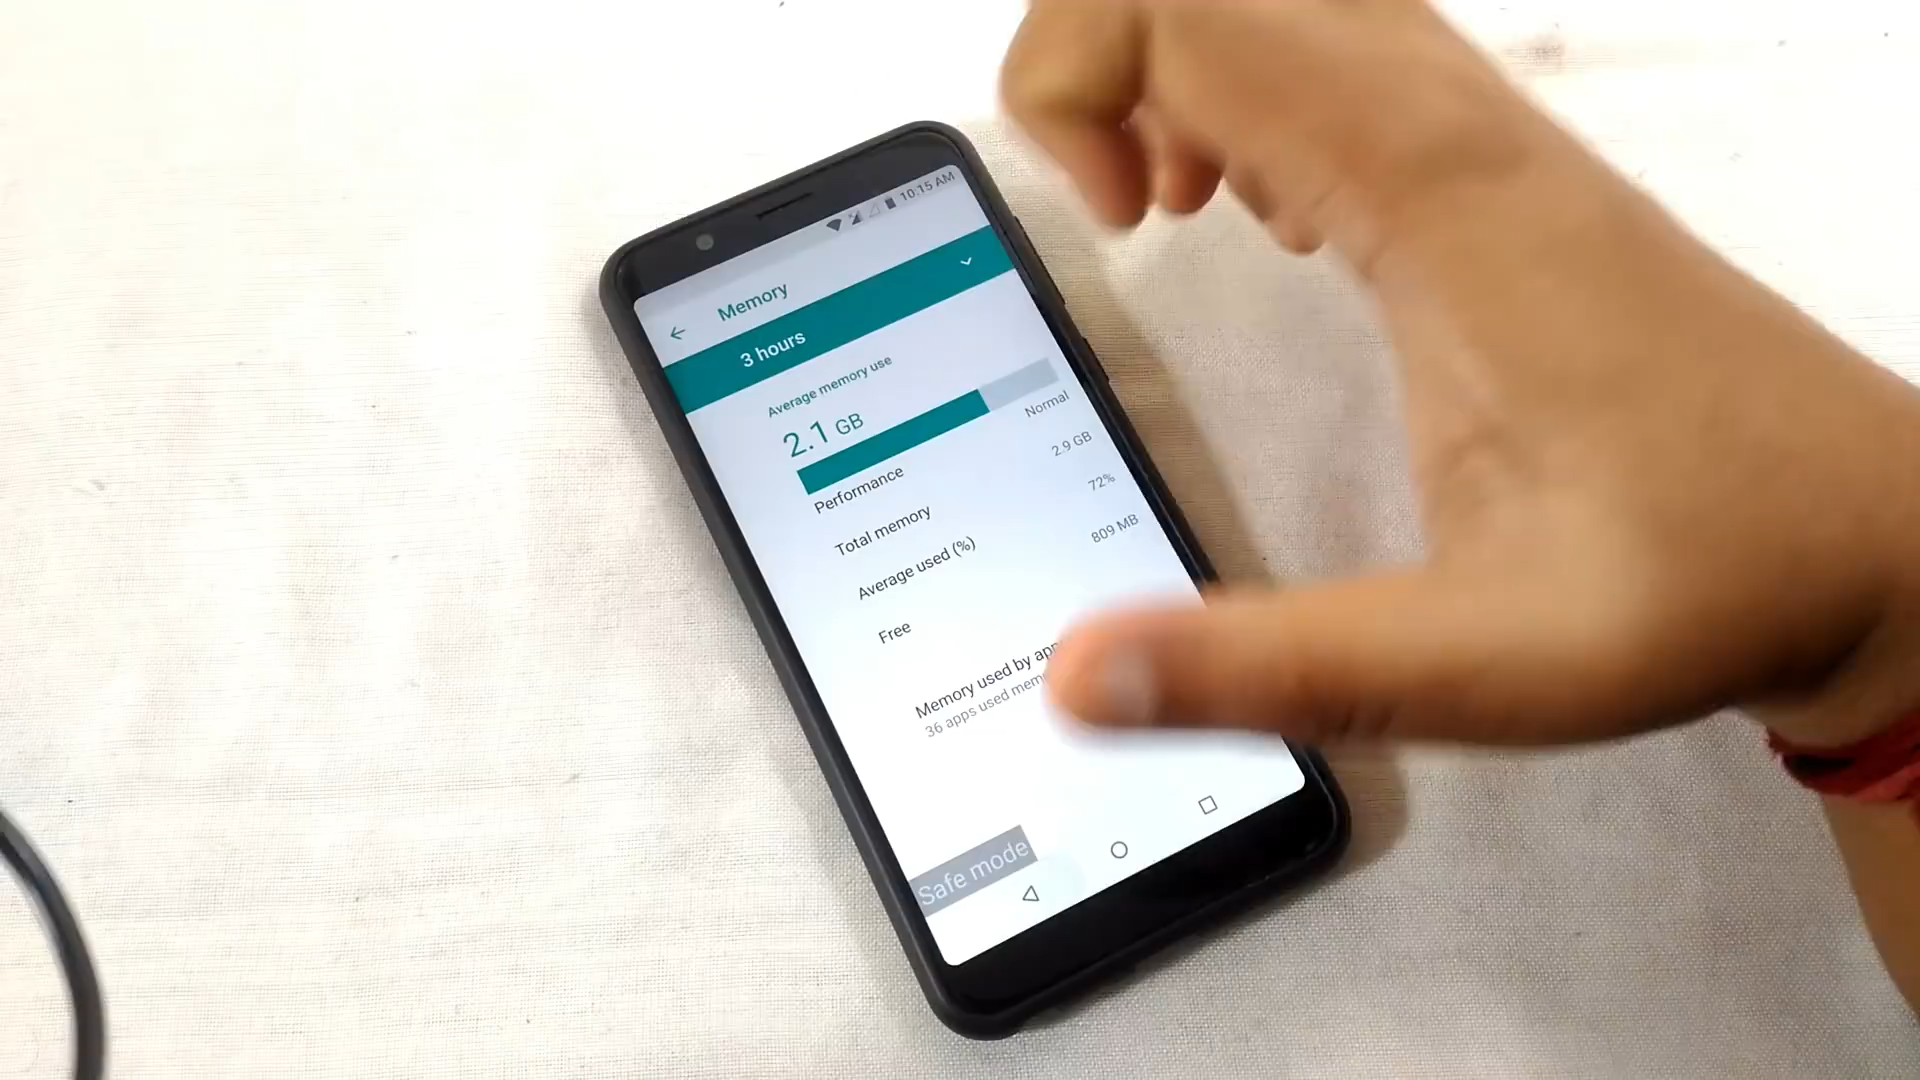 10:15 AM
Memory
3 hours
Average memory use
2.1 GB
Performance Normal
Total memory 2.9 GB
Average used (%) 72%
Free 809 MB
Memory used by
36 apps used
Safe mode